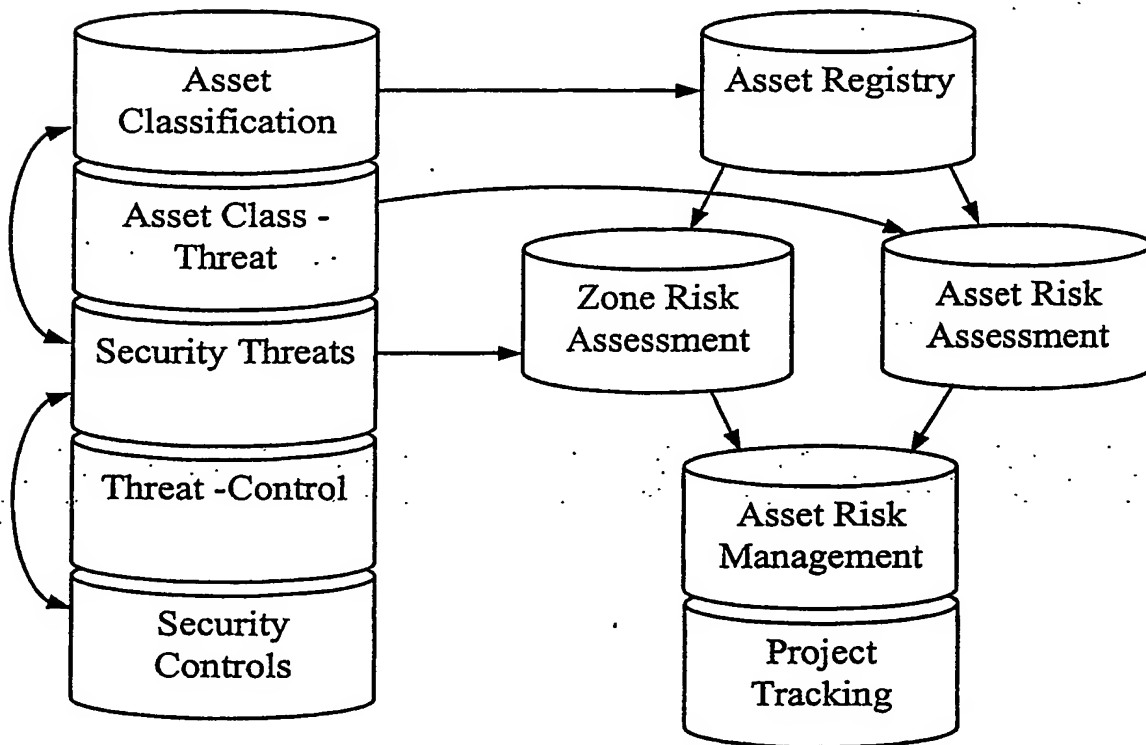 Asset
Classification
Asset Class -
Threat
Security Threats
Threat -Control
Security
Controls
Asset Registry
Zone Risk
Assessment
Asset Risk
Assessment
Asset Risk
Management
Project
Tracking